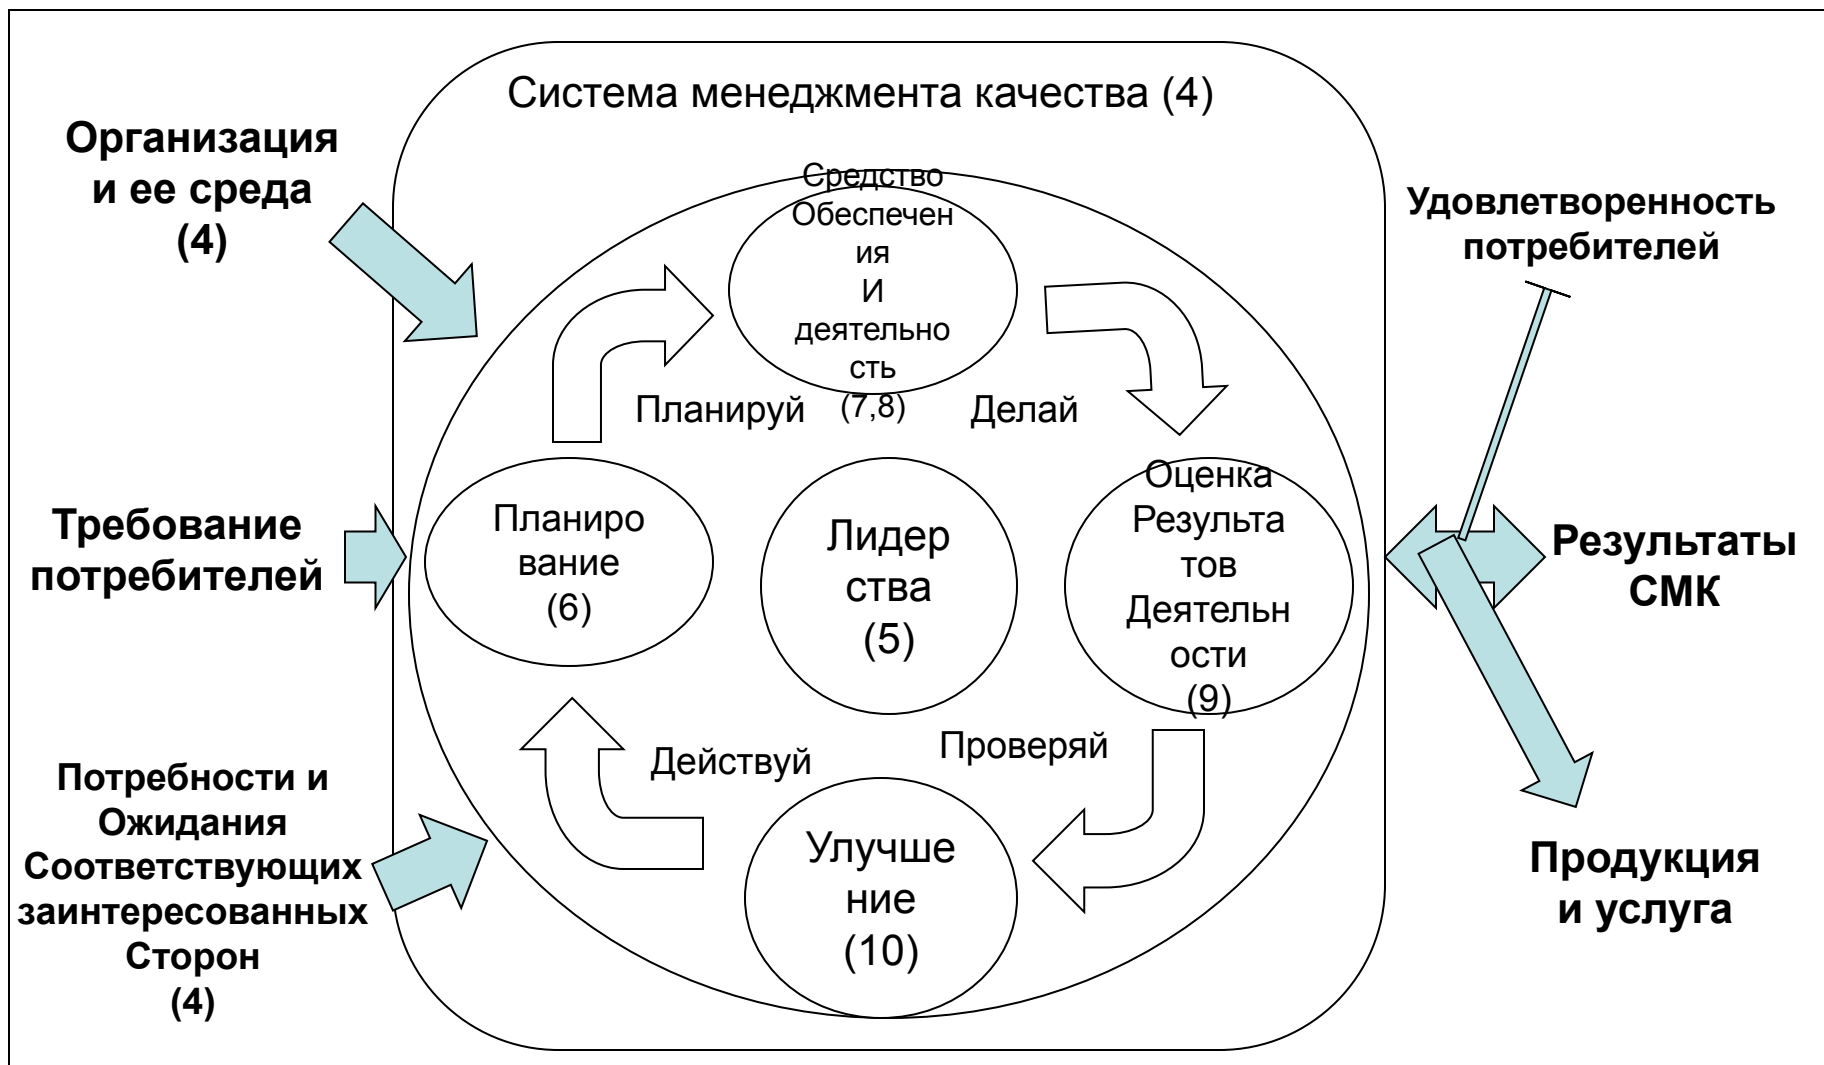 Система менеджмента качества (4)
Организация
и ее среда
(4)
Требование
потребителей
Потребности и
Ожидания
Соответствующих
заинтересованных
Сторон
(4)
Средство
Обеспечен
ия
И
деятельно
сть
(7,8)
Планируй
Делай
Планиро
вание
(6)
Лидер
ства
(5)
Оценка
Результа
тов
Деятельн
ости
(9)
Действуй
Проверяй
Улучше
ние
(10)
Удовлетворенность
потребителей
Результаты
СМК
Продукция
и услуга